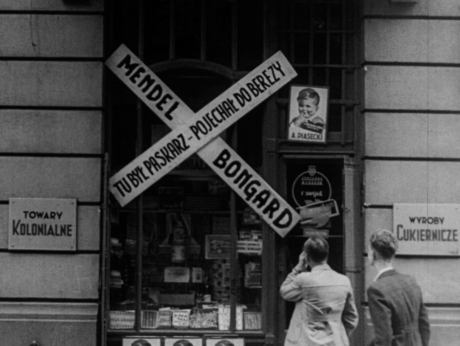 MENDEL BONGARD
TU BYŁ PASKARZ - POJECHAŁ DO BEREZY
A. PIASECKI
TOWARY
KOLONIALNE
WYROBY
CUKIERNICZE